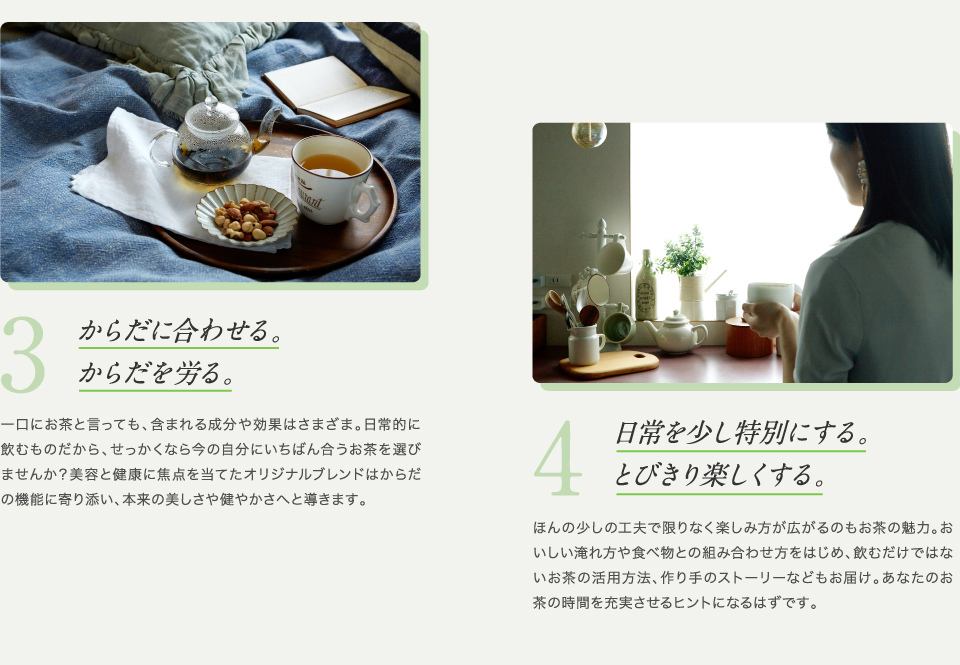 3
からだに合わせる。
からだを労る。
一口にお茶と言っても、含まれる成分や効果はさまざま。日常的に
飲むものだから、せっかくなら今の自分にいちばん合うお茶を選び
ませんか？美容と健康に焦点を当てたオリジナルブレンドはからだ
の機能に寄り添い、本来の美しさや健やかさへと導きます。
4
日常を少し特別にする。
とびきり楽しくする。
ほんの少しの工夫で限りなく楽しみ方が広がるのもお茶の魅力。お
いしい淹れ方や食べ物との組み合わせ方をはじめ、飲むだけではな
いお茶の活用方法、作り手のストーリーなどもお届け。あなたのお
茶の時間を充実させるヒントになるはずです。